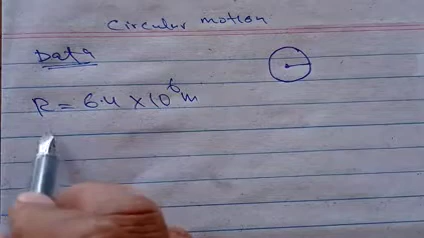 Circular motion
Data
R = 6.4 × 10⁶ m